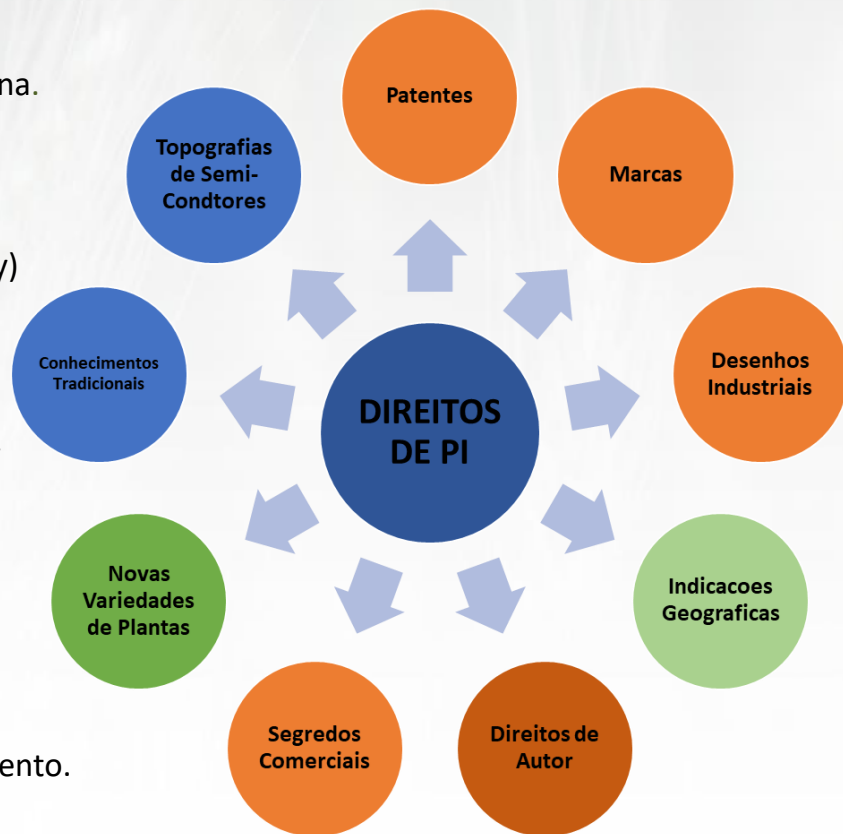 na.
y)
ento.
Patentes
Marcas
Desenhos
Industriais
Indicacoes
Geograficas
Direitos de
Autor
Segredos
Comerciais
Novas
Variedades
de Plantas
Conhecimentos
Tradicionais
Topografias
de Semi-
Condtores
DIREITOS
DE PI